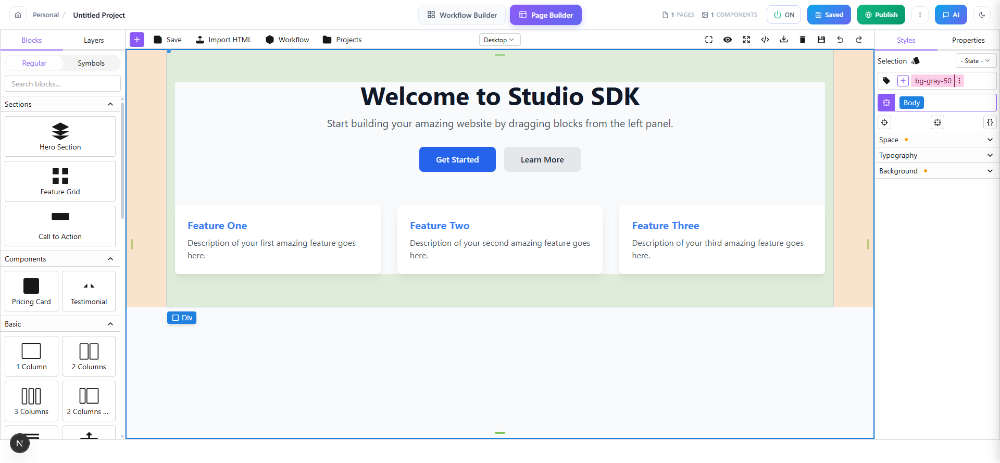 Personal / Untitled Project
Workflow Builder
Page Builder
1 PAGES
1 COMPONENTS
ON
Saved
Publish
AI
Blocks
Layers
Save
Import HTML
Workflow
Projects
Desktop
Styles
Properties
Regular
Symbols
Search blocks...
Sections
Hero Section
Feature Grid
Call to Action
Components
Pricing Card
Testimonial
Basic
1 Column
2 Columns
3 Columns
2 Columns ...
N
Welcome to Studio SDK
Start building your amazing website by dragging blocks from the left panel.
Get Started
Learn More
Feature One
Description of your first amazing feature goes
here.
Feature Two
Description of your second amazing feature goes
here.
Feature Three
Description of your third amazing feature goes
here.
Div
Selection
- State -
bg-gray-50
Body
{}
Space
Typography
Background